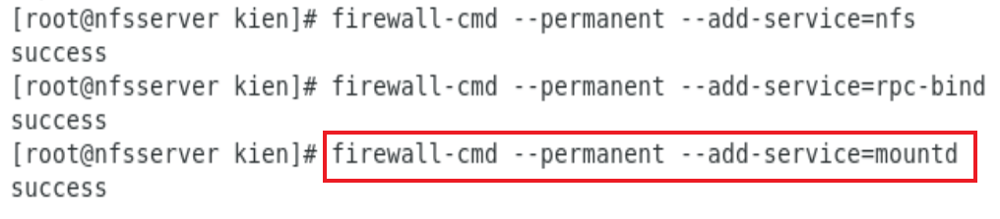 [root@nfsserver kien]# firewall-cmd --permanent --add-service=nfs
success
[root@nfsserver kien]# firewall-cmd --permanent --add-service=rpc-bind
success
[root@nfsserver kien]# firewall-cmd --permanent --add-service=mountd
success